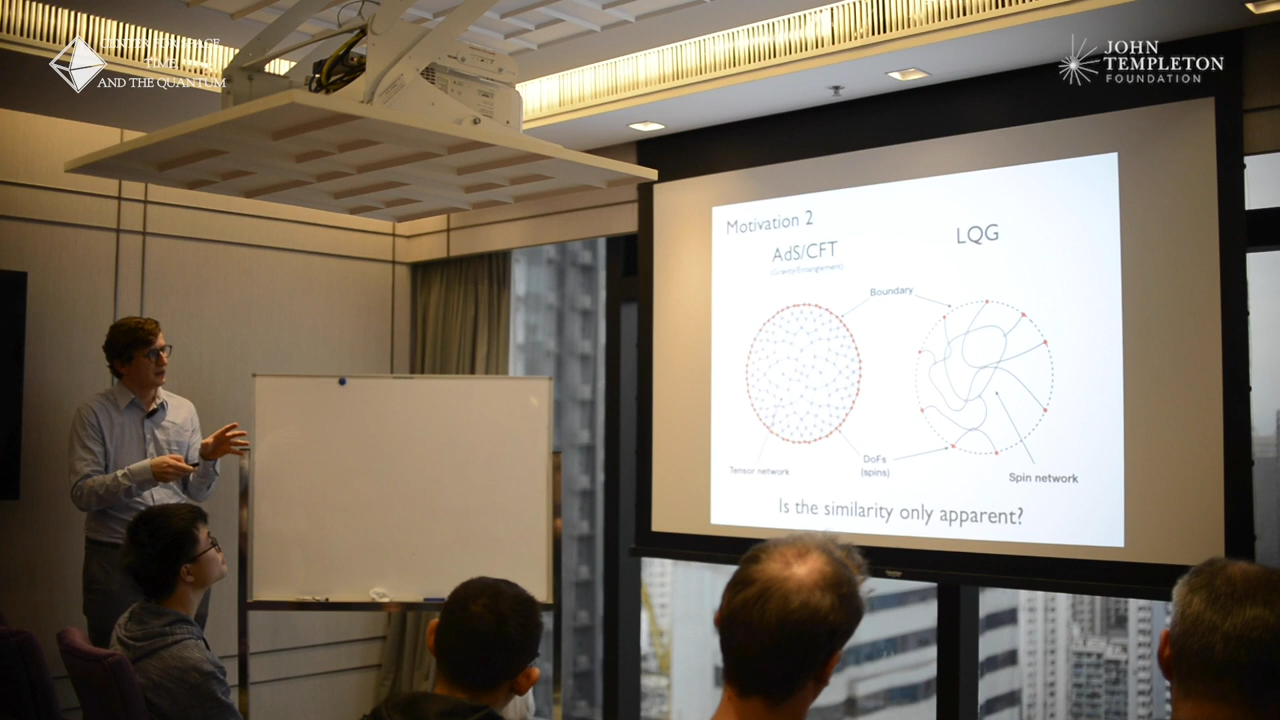 CENTER FOR SPACE
TIME
AND THE QUANTUM
JOHN
TEMPLETON
FOUNDATION
Motivation 2
AdS/CFT
(Gravity/Entanglement)
LQG
Boundary
Tensor network
DoFs
(spins)
Spin network
Is the similarity only apparent?